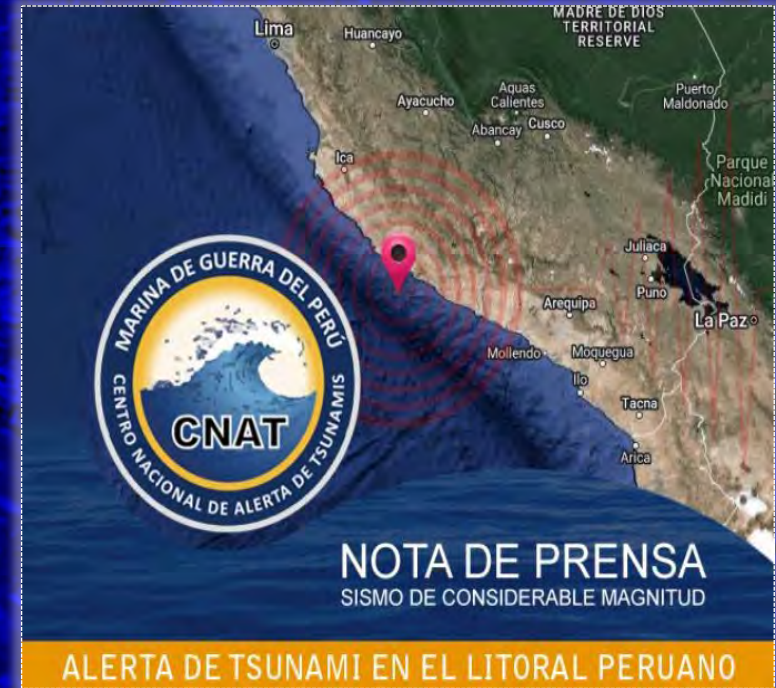 MADRE DE DIOS
TERRITORIAL
RESERVE
Lima
Huancayo
Ayacucho
Aguas
Calientes
Puerto
Maldonado
Abancay
Cusco
Ica
Parque
Nacional
Madidi
Juliaca
Puno
Arequipa
La Paz
Mollendo
Moquegua
Ilo
Tacna
Arica
MARINA DE GUERRA DEL PERÚ
CNAT
CENTRO NACIONAL DE ALERTA DE TSUNAMIS
NOTA DE PRENSA
SISMO DE CONSIDERABLE MAGNITUD
ALERTA DE TSUNAMI EN EL LITORAL PERUANO